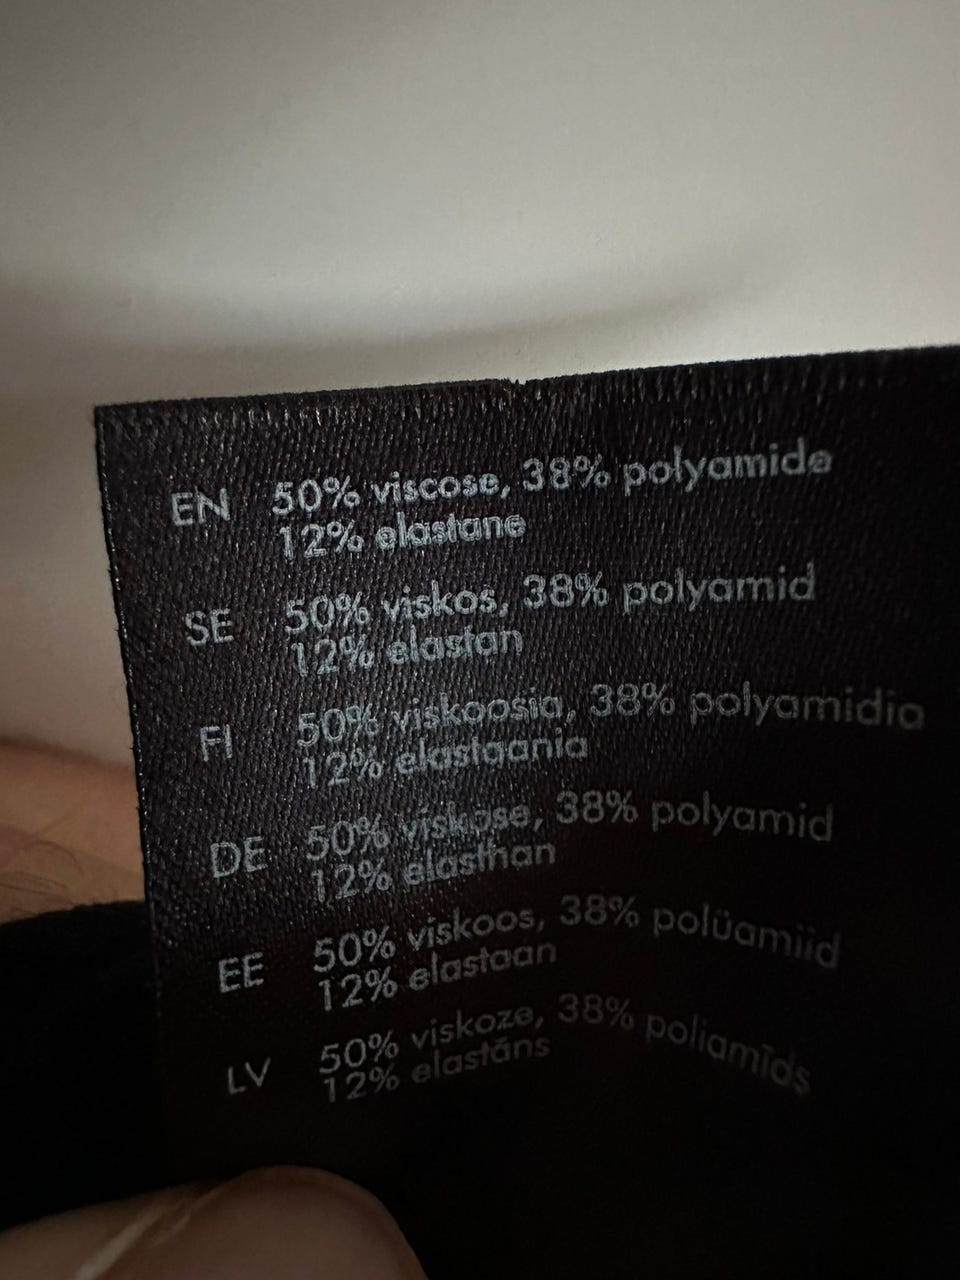 EN 50% viscose, 38% polyamide
12% elastane
SE 50% viskos, 38% polyamid
12% elastan
FI 50% viskoosia, 38% polyamidia
12% elastaania
DE 50% viskose, 38% polyamid
12% elasthan
EE 50% viskoos, 38% polüamiid
12% elastaan
LV 50% viskoze, 38% poliamīds
12% elastāns